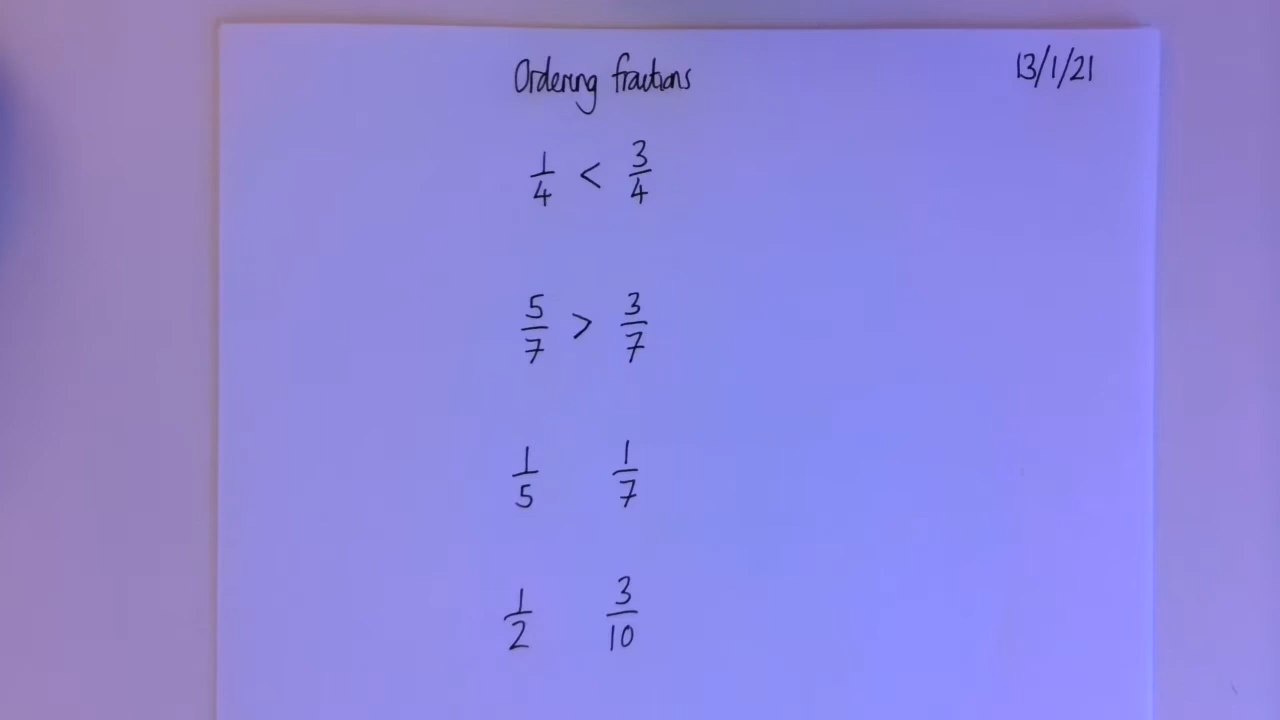 Ordering fractions 13/1/21
1/4 < 3/4
5/7 > 3/7
1/5 1/7
1/2 3/10